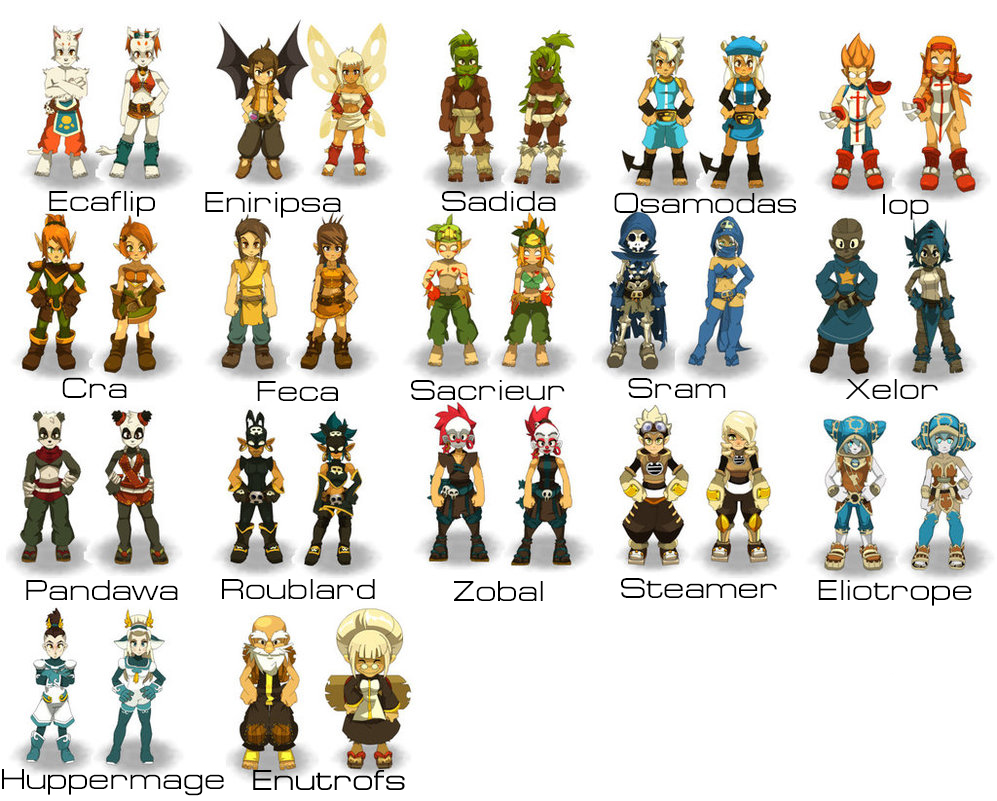 Ecaflip
Eniripsa
Sadida
Osamodas
Iop
Cra
Feca
Sacrieur
Sram
Xelor
Pandawa
Roublard
Zobal
Steamer
Eliotrope
Huppermage
Enutrofs